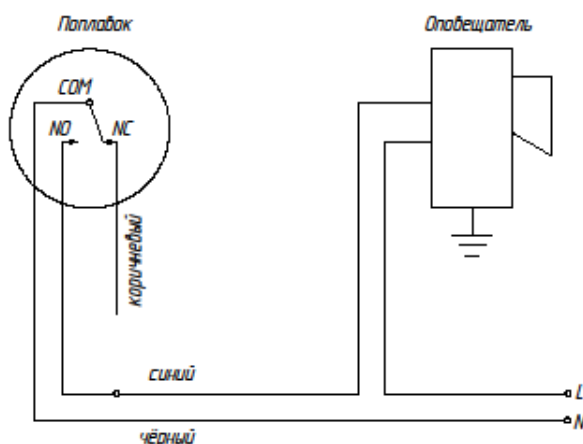 Поплавок
Оповещатель
COM
NO
NC
коричневый
синий
L
N
чёрный